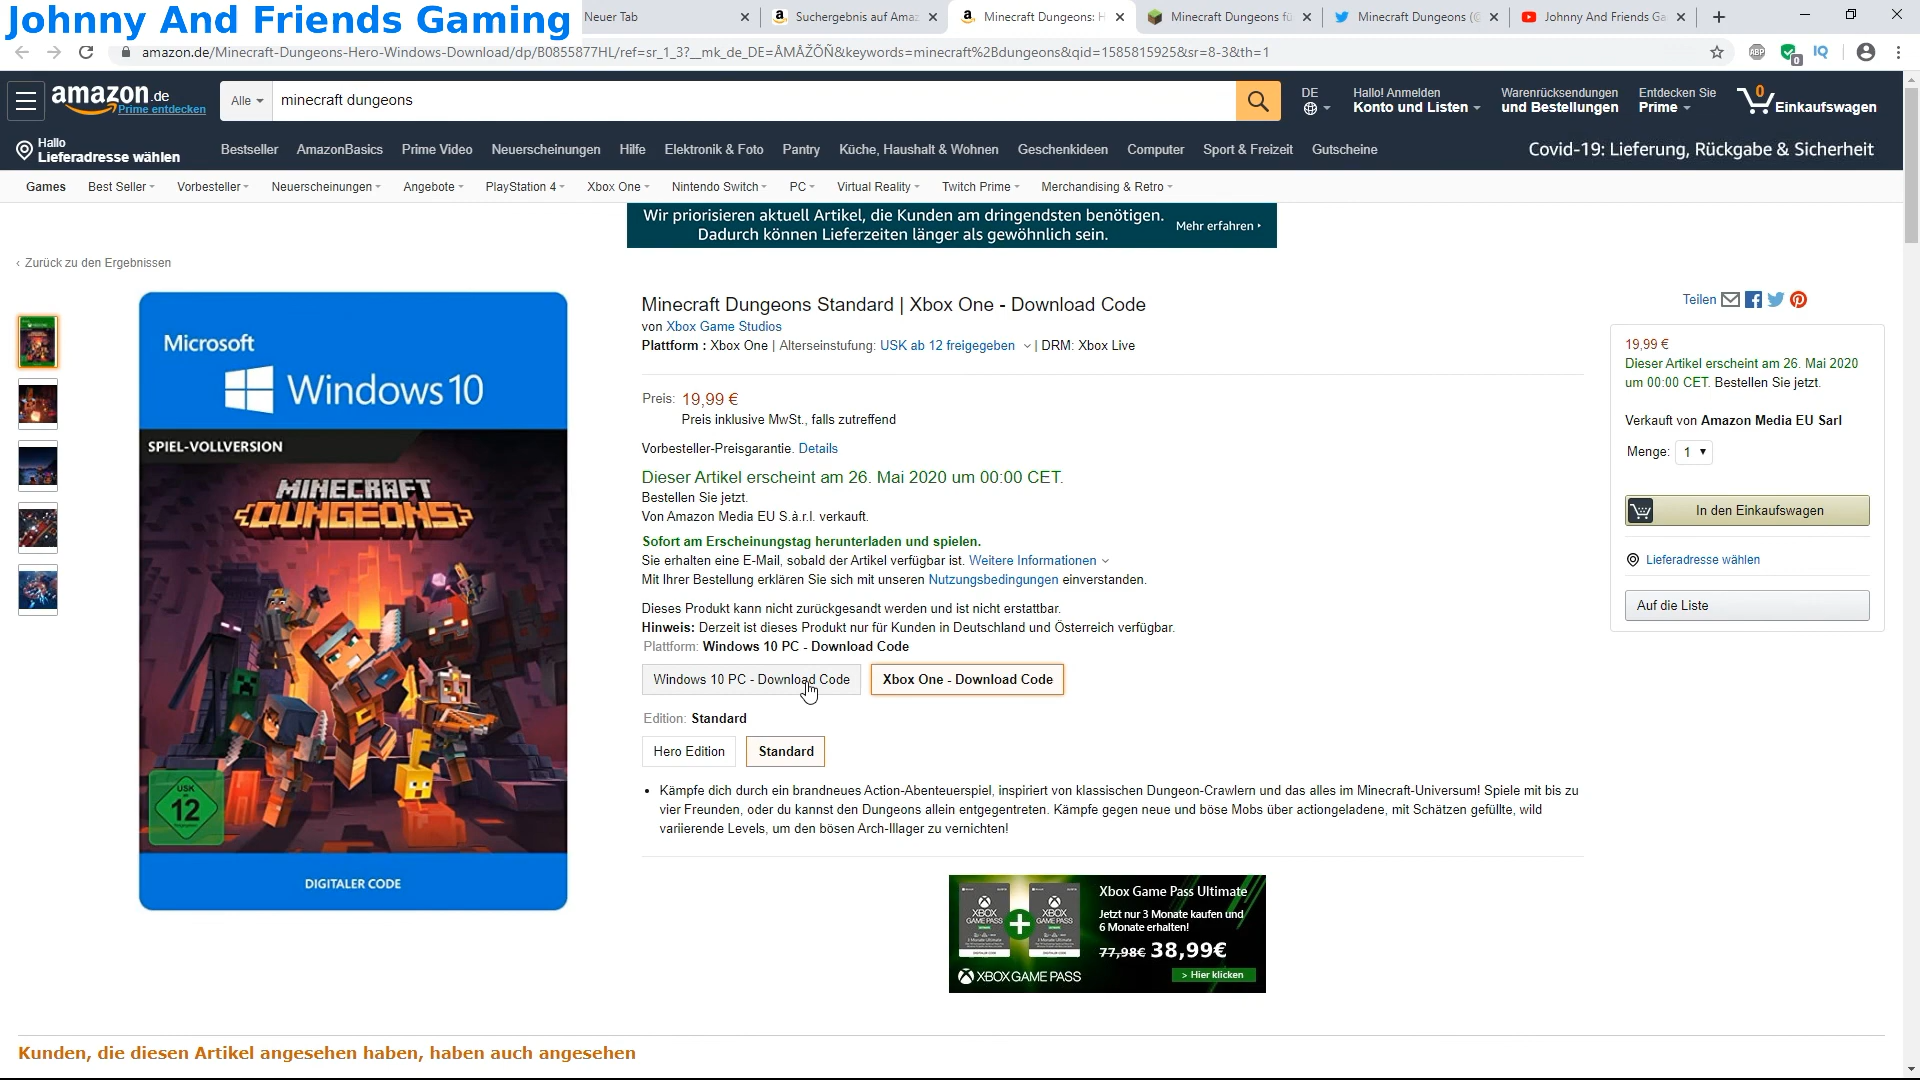 Johnny And Friends Gaming
Neuer Tab
Suchergebnis auf Amaz
Minecraft Dungeons: H
Minecraft Dungeons fü
Minecraft Dungeons (@
Johnny And Friends Ga
amazon.de/Minecraft-Dungeons-Hero-Windows-Download/dp/B0855877HL/ref=sr_1_3?__mk_de_DE=ÅMÅŽÕÑ&keywords=minecraft%2Bdungeons&qid=1585815925&sr=8-3&th=1
ABP
0
IQ
amazon.de
Prime entdecken
Alle
minecraft dungeons
DE
Hallo! Anmelden
Konto und Listen
Warenrücksendungen
und Bestellungen
Entdecken Sie
Prime
0
Einkaufswagen
Hallo
Lieferadresse wählen
Bestseller AmazonBasics Prime Video Neuerscheinungen Hilfe Elektronik & Foto Pantry Küche, Haushalt & Wohnen Geschenkideen Computer Sport & Freizeit Gutscheine
Covid-19: Lieferung, Rückgabe & Sicherheit
Games Best Seller Vorbesteller Neuerscheinungen Angebote PlayStation 4 Xbox One Nintendo Switch PC Virtual Reality Twitch Prime Merchandising & Retro
Wir priorisieren aktuell Artikel, die Kunden am dringendsten benötigen.
Dadurch können Lieferzeiten länger als gewöhnlich sein.
Mehr erfahren
‹ Zurück zu den Ergebnissen
Microsoft
Windows 10
SPIEL-VOLLVERSION
MINECRAFT
DUNGEONS
USK
12
DIGITALER CODE
Minecraft Dungeons Standard | Xbox One - Download Code
von Xbox Game Studios
Plattform : Xbox One | Alterseinstufung: USK ab 12 freigegeben | DRM: Xbox Live
Preis: 19,99 €
Preis inklusive MwSt., falls zutreffend
Vorbesteller-Preisgarantie. Details
Dieser Artikel erscheint am 26. Mai 2020 um 00:00 CET.
Bestellen Sie jetzt.
Von Amazon Media EU S.à.r.l. verkauft.
Sofort am Erscheinungstag herunterladen und spielen.
Sie erhalten eine E-Mail, sobald der Artikel verfügbar ist. Weitere Informationen
Mit Ihrer Bestellung erklären Sie sich mit unseren Nutzungsbedingungen einverstanden.
Dieses Produkt kann nicht zurückgesandt werden und ist nicht erstattbar.
Hinweis: Derzeit ist dieses Produkt nur für Kunden in Deutschland und Österreich verfügbar.
Plattform: Windows 10 PC - Download Code
Windows 10 PC - Download Code
Xbox One - Download Code
Edition: Standard
Hero Edition
Standard
• Kämpfe dich durch ein brandneues Action-Abenteuerspiel, inspiriert von klassischen Dungeon-Crawlern und das alles im Minecraft-Universum! Spiele mit bis zu
vier Freunden, oder du kannst den Dungeons allein entgegentreten. Kämpfe gegen neue und böse Mobs über actiongeladene, mit Schätzen gefüllte, wild
variierende Levels, um den bösen Arch-Illager zu vernichten!
XBOX
GAME PASS
XBOX
GAME PASS
Xbox Game Pass Ultimate
Jetzt nur 3 Monate kaufen und
6 Monate erhalten!
77,98€ 38,99€
XBOX GAME PASS
> Hier klicken
Teilen
19,99 €
Dieser Artikel erscheint am 26. Mai 2020
um 00:00 CET. Bestellen Sie jetzt.
Verkauft von Amazon Media EU Sarl
Menge: 1
In den Einkaufswagen
Lieferadresse wählen
Auf die Liste
Kunden, die diesen Artikel angesehen haben, haben auch angesehen